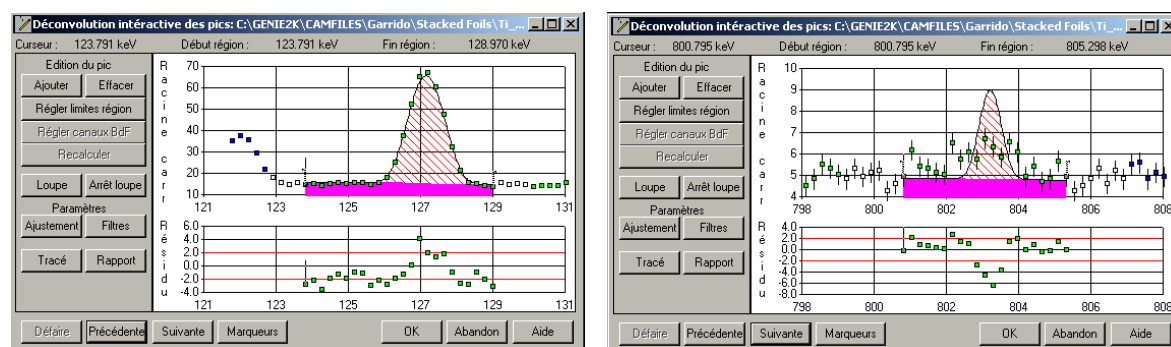 Déconvolution intéractive des pics: C:\GENIE2K\CAMFILES\Garrido\Stacked Foils\Ti_...
Curseur : 123.791 keV Début région : 123.791 keV Fin région : 128.970 keV
Edition du pic
Ajouter Effacer
Régler limites région
Régler canaux BdF
Recalculer
Loupe Arrêt loupe
Paramètres
Ajustement Filtres
Tracé Rapport
Racine carr
70
60
50
40
30
20
10
121 123 125 127 129 131
Résidu
6.0
4.0
2.0
0.0
-2.0
-4.0
121 123 125 127 129 131
Défaire Précédente Suivante Marqueurs OK Abandon Aide
Déconvolution intéractive des pics: C:\GENIE2K\CAMFILES\Garrido\Stacked Foils\Ti_...
Curseur : 800.795 keV Début région : 800.795 keV Fin région : 805.298 keV
Edition du pic
Ajouter Effacer
Régler limites région
Régler canaux BdF
Recalculer
Loupe Arrêt loupe
Paramètres
Ajustement Filtres
Tracé Rapport
Racine carr
10
9
8
7
6
5
4
798 800 802 804 806 808
Résidu
4.0
2.0
0.0
-2.0
-4.0
-6.0
-8.0
798 800 802 804 806 808
Défaire Précédente Suivante Marqueurs OK Abandon Aide